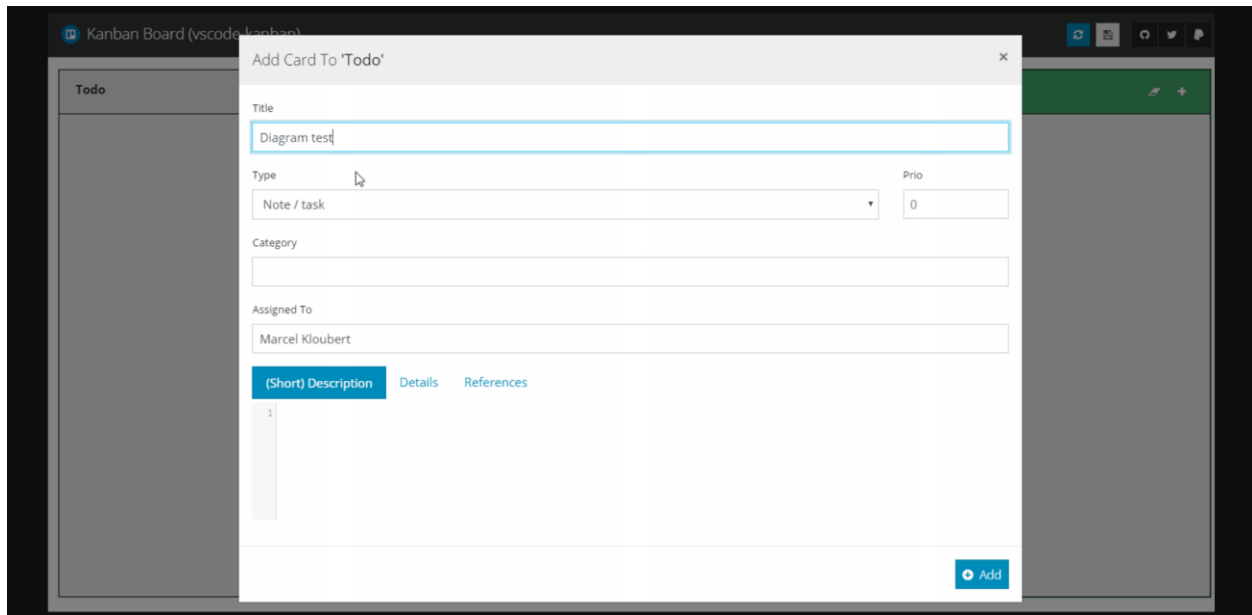 Kanban Board (vscode-kanban)
Add Card To 'Todo'
Todo
Title
Diagram test
Type
Prio
Note / task
0
Category
Assigned To
Marcel Kloubert
(Short) Description
Details
References
1
Add